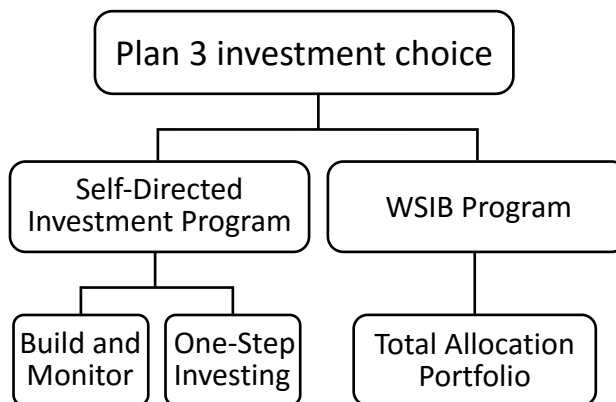 Plan 3 investment choice
Self-Directed
Investment Program
WSIB Program
Build and
Monitor
One-Step
Investing
Total Allocation
Portfolio